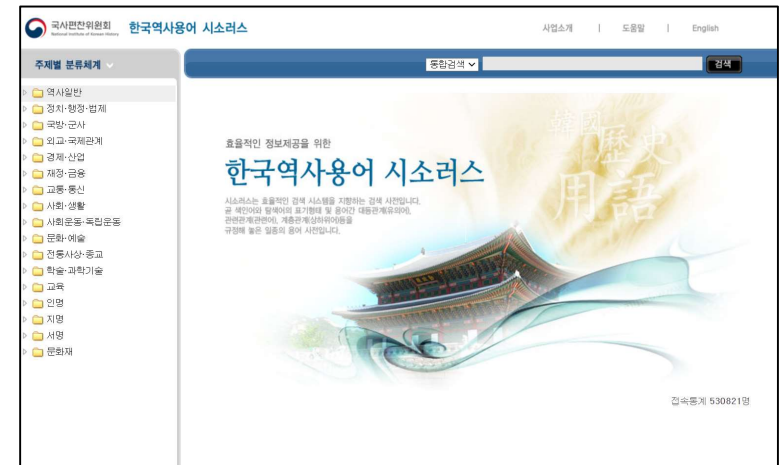 국사편찬위원회 한국역사용어 시소러스
National Institute of Korean History
사업소개 | 도움말 | English
주제별 분류체계
통합검색 검색
역사일반
정치·행정·법제
국방·군사
외교·국제관계
경제·산업
재정·금융
교통·통신
사회·생활
사회운동·독립운동
문화·예술
전통사상·종교
학술·과학기술
교육
인명
지명
서명
문화재
효율적인 정보제공을 위한
한국역사용어 시소러스
시소러스는 효율적인 검색 시스템을 지향하는 검색 사전입니다.
곧 색인어와 탐색어의 표기형태 및 용어간 대등관계(유의어),
관련관계(관련어), 계층관계(상하위어)등을
규정해 놓은 일종의 용어 사전입니다.
韓國
歷史
用語
접속통계 530821명